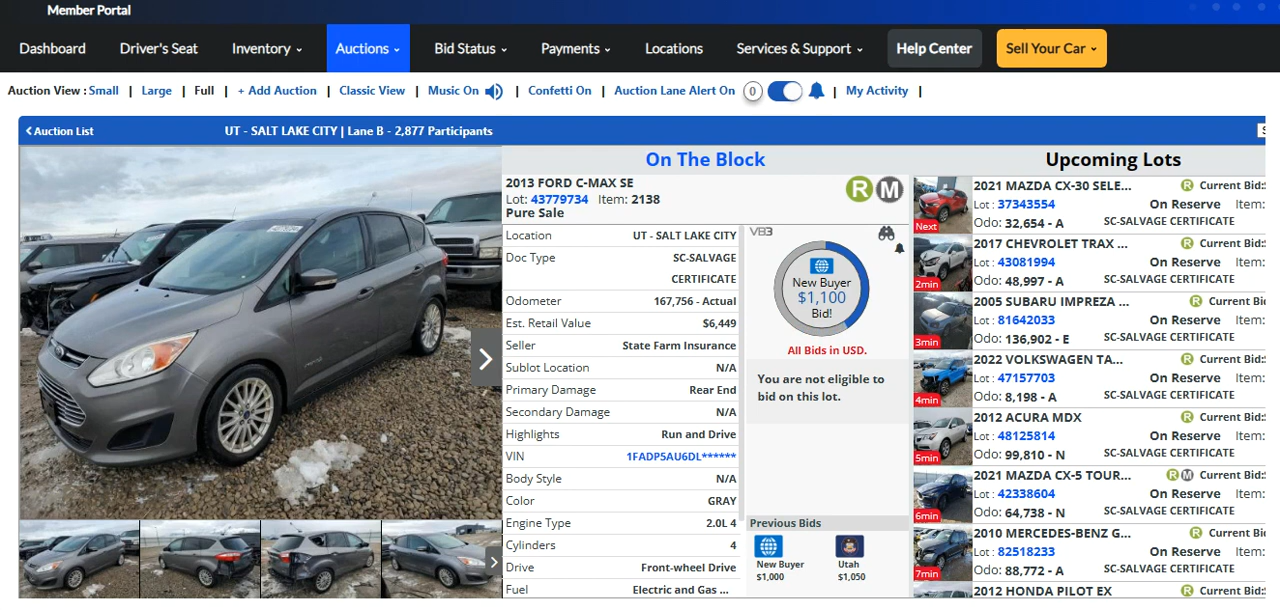 Member Portal
Dashboard Driver's Seat Inventory Auctions Bid Status Payments Locations Services & Support Help Center Sell Your Car
Auction View : Small | Large | Full | + Add Auction | Classic View | Music On | Confetti On | Auction Lane Alert On 0 | My Activity |
Auction List UT - SALT LAKE CITY | Lane B - 2,877 Participants
On The Block
2013 FORD C-MAX SE
Lot: 43779734 Item: 2138
Pure Sale
R M
Location UT - SALT LAKE CITY
Doc Type SC-SALVAGE
CERTIFICATE
Odometer 167,756 - Actual
Est. Retail Value $6,449
Seller State Farm Insurance
Sublot Location N/A
Primary Damage Rear End
Secondary Damage N/A
Highlights Run and Drive
VIN 1FADP5AU6DL******
Body Style N/A
Color GRAY
Engine Type 2.0L 4
Cylinders 4
Drive Front-wheel Drive
Fuel Electric and Gas ...
VB3
New Buyer
$1,100
Bid!
All Bids in USD.
You are not eligible to
bid on this lot.
Previous Bids
New Buyer
$1,000
Utah
$1,050
Upcoming Lots
2021 MAZDA CX-30 SELE... R Current Bid:
Lot : 37343554 On Reserve Item:
Next Odo: 32,654 - A SC-SALVAGE CERTIFICATE
2017 CHEVROLET TRAX ... R Current Bid:
Lot : 43081994 On Reserve Item:
2min Odo: 48,997 - A SC-SALVAGE CERTIFICATE
2005 SUBARU IMPREZA ... R Current Bid
Lot : 81642033 On Reserve Item:
3min Odo: 136,902 - E SC-SALVAGE CERTIFICATE
2022 VOLKSWAGEN TA... R Current Bid:
Lot : 47157703 On Reserve Item:
4min Odo: 8,198 - A SC-SALVAGE CERTIFICATE
2012 ACURA MDX R Current Bid:
Lot : 48125814 On Reserve Item:
5min Odo: 99,810 - N SC-SALVAGE CERTIFICATE
2021 MAZDA CX-5 TOUR... R M Current Bid:
Lot : 42338604 On Reserve Item:
6min Odo: 64,738 - N SC-SALVAGE CERTIFICATE
2010 MERCEDES-BENZ G... R Current Bid
Lot : 82518233 On Reserve Item:
7min Odo: 88,772 - A SC-SALVAGE CERTIFICATE
2012 HONDA PILOT EX R Current Bid: